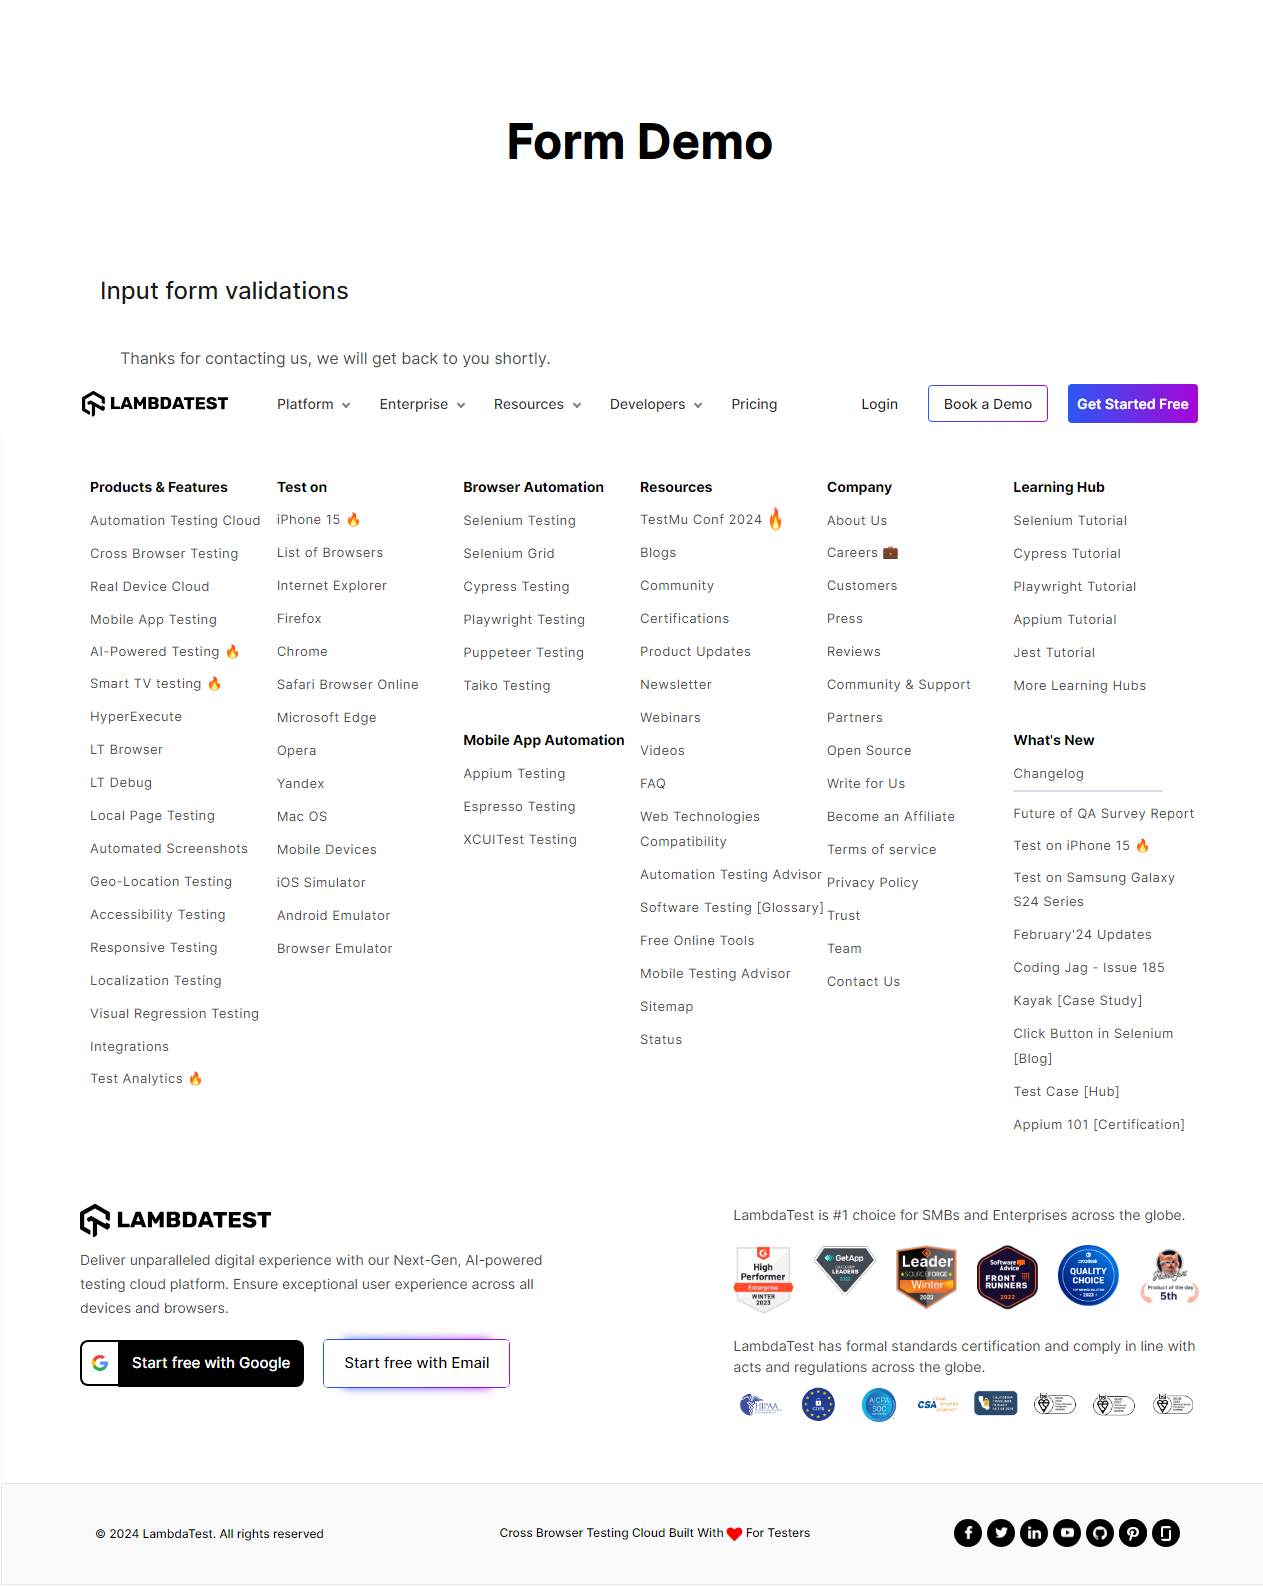 Form Demo
Input form validations
Thanks for contacting us, we will get back to you shortly.
LAMBDATEST
Platform
Enterprise
Resources
Developers
Pricing
Login
Book a Demo
Get Started Free
Products & Features
Automation Testing Cloud
Cross Browser Testing
Real Device Cloud
Mobile App Testing
AI-Powered Testing 🔥
Smart TV testing 🔥
HyperExecute
LT Browser
LT Debug
Local Page Testing
Automated Screenshots
Geo-Location Testing
Accessibility Testing
Responsive Testing
Localization Testing
Visual Regression Testing
Integrations
Test Analytics 🔥
Test on
iPhone 15 🔥
List of Browsers
Internet Explorer
Firefox
Chrome
Safari Browser Online
Microsoft Edge
Opera
Yandex
Mac OS
Mobile Devices
iOS Simulator
Android Emulator
Browser Emulator
Browser Automation
Selenium Testing
Selenium Grid
Cypress Testing
Playwright Testing
Puppeteer Testing
Taiko Testing
Mobile App Automation
Appium Testing
Espresso Testing
XCUITest Testing
Resources
TestMu Conf 2024 🔥
Blogs
Community
Certifications
Product Updates
Newsletter
Webinars
Videos
FAQ
Web Technologies
Compatibility
Automation Testing Advisor
Software Testing [Glossary]
Free Online Tools
Mobile Testing Advisor
Sitemap
Status
Company
About Us
Careers 💼
Customers
Press
Reviews
Community & Support
Partners
Open Source
Write for Us
Become an Affiliate
Terms of service
Privacy Policy
Trust
Team
Contact Us
Learning Hub
Selenium Tutorial
Cypress Tutorial
Playwright Tutorial
Appium Tutorial
Jest Tutorial
More Learning Hubs
What's New
Changelog
Future of QA Survey Report
Test on iPhone 15 🔥
Test on Samsung Galaxy
S24 Series
February'24 Updates
Coding Jag - Issue 185
Kayak [Case Study]
Click Button in Selenium
[Blog]
Test Case [Hub]
Appium 101 [Certification]
LAMBDATEST
Deliver unparalleled digital experience with our Next-Gen, AI-powered
testing cloud platform. Ensure exceptional user experience across all
devices and browsers.
Start free with Google
Start free with Email
LambdaTest is #1 choice for SMBs and Enterprises across the globe.
High
Performer
Enterprise
WINTER
2023
GetApp
CATEGORY
LEADERS
2022
Leader
SOURCEFORGE
Winter
2023
Software
Advice
FRONT
RUNNERS
2022
crozdesk
QUALITY
CHOICE
2023
Product of the day
5th
LambdaTest has formal standards certification and comply in line with
acts and regulations across the globe.
HIPAA
GDPR
AICPA
SOC
CSA
© 2024 LambdaTest. All rights reserved
Cross Browser Testing Cloud Built With ❤ For Testers